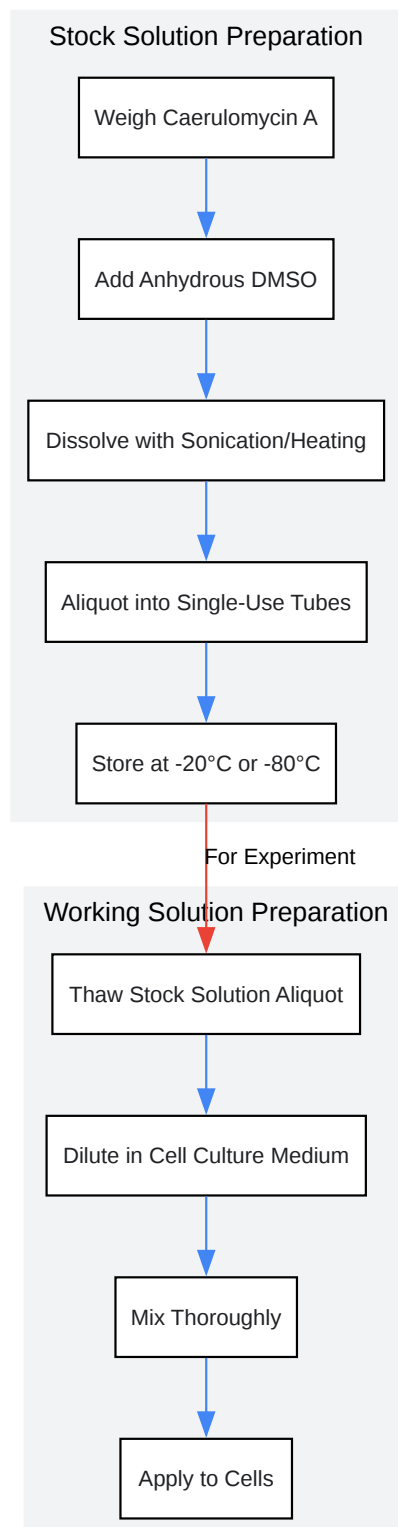 Stock Solution Preparation
Weigh Caerulomycin A
Add Anhydrous DMSO
Dissolve with Sonication/Heating
Aliquot into Single-Use Tubes
Store at -20°C or -80°C
For Experiment
Working Solution Preparation
Thaw Stock Solution Aliquot
Dilute in Cell Culture Medium
Mix Thoroughly
Apply to Cells